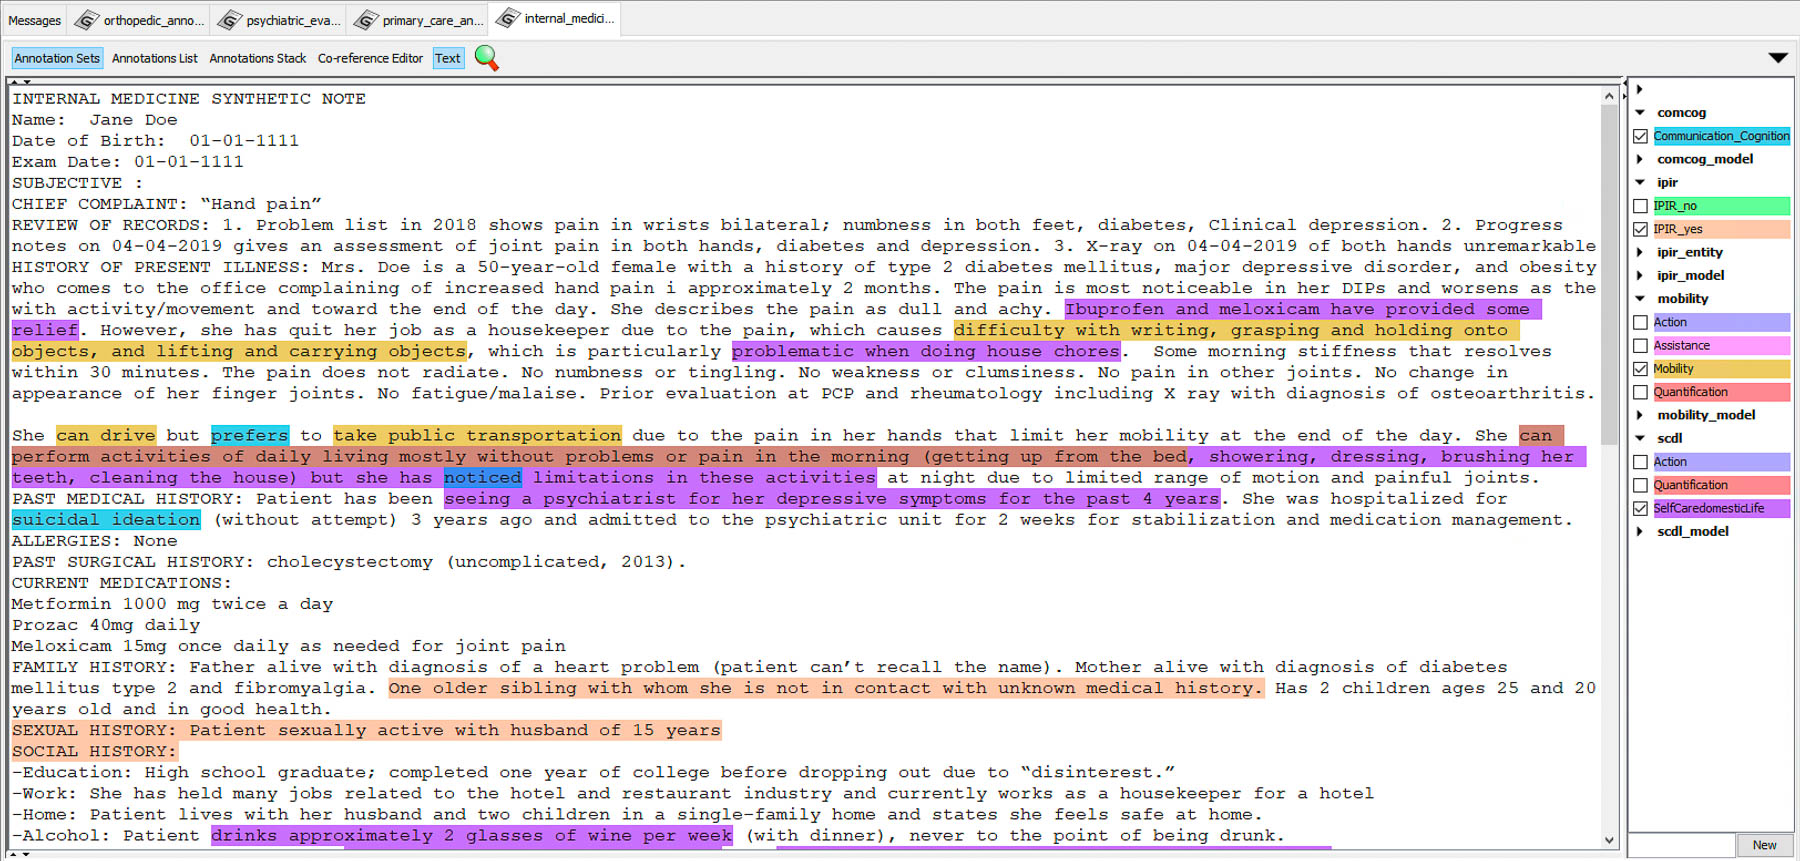 Messages orthopedic_anno... psychiatric_eva... primary_care_an... internal_medici...
Annotation Sets Annotations List Annotations Stack Co-reference Editor Text
INTERNAL MEDICINE SYNTHETIC NOTE
Name: Jane Doe
Date of Birth: 01-01-1111
Exam Date: 01-01-1111
SUBJECTIVE :
CHIEF COMPLAINT: “Hand pain”
REVIEW OF RECORDS: 1. Problem list in 2018 shows pain in wrists bilateral; numbness in both feet, diabetes, Clinical depression. 2. Progress
notes on 04-04-2019 gives an assessment of joint pain in both hands, diabetes and depression. 3. X-ray on 04-04-2019 of both hands unremarkable
HISTORY OF PRESENT ILLNESS: Mrs. Doe is a 50-year-old female with a history of type 2 diabetes mellitus, major depressive disorder, and obesity
who comes to the office complaining of increased hand pain i approximately 2 months. The pain is most noticeable in her DIPs and worsens as the
with activity/movement and toward the end of the day. She describes the pain as dull and achy. Ibuprofen and meloxicam have provided some
relief. However, she has quit her job as a housekeeper due to the pain, which causes difficulty with writing, grasping and holding onto
objects, and lifting and carrying objects, which is particularly problematic when doing house chores. Some morning stiffness that resolves
within 30 minutes. The pain does not radiate. No numbness or tingling. No weakness or clumsiness. No pain in other joints. No change in
appearance of her finger joints. No fatigue/malaise. Prior evaluation at PCP and rheumatology including X ray with diagnosis of osteoarthritis.
She can drive but prefers to take public transportation due to the pain in her hands that limit her mobility at the end of the day. She can
perform activities of daily living mostly without problems or pain in the morning (getting up from the bed, showering, dressing, brushing her
teeth, cleaning the house) but she has noticed limitations in these activities at night due to limited range of motion and painful joints.
PAST MEDICAL HISTORY: Patient has been seeing a psychiatrist for her depressive symptoms for the past 4 years. She was hospitalized for
suicidal ideation (without attempt) 3 years ago and admitted to the psychiatric unit for 2 weeks for stabilization and medication management.
ALLERGIES: None
PAST SURGICAL HISTORY: cholecystectomy (uncomplicated, 2013).
CURRENT MEDICATIONS:
Metformin 1000 mg twice a day
Prozac 40mg daily
Meloxicam 15mg once daily as needed for joint pain
FAMILY HISTORY: Father alive with diagnosis of a heart problem (patient can’t recall the name). Mother alive with diagnosis of diabetes
mellitus type 2 and fibromyalgia. One older sibling with whom she is not in contact with unknown medical history. Has 2 children ages 25 and 20
years old and in good health.
SEXUAL HISTORY: Patient sexually active with husband of 15 years
SOCIAL HISTORY:
-Education: High school graduate; completed one year of college before dropping out due to “disinterest.”
-Work: She has held many jobs related to the hotel and restaurant industry and currently works as a housekeeper for a hotel
-Home: Patient lives with her husband and two children in a single-family home and states she feels safe at home.
-Alcohol: Patient drinks approximately 2 glasses of wine per week (with dinner), never to the point of being drunk.
comcog
Communication_Cognition
comcog_model
ipir
IPIR_no
IPIR_yes
ipir_entity
ipir_model
mobility
Action
Assistance
Mobility
Quantification
mobility_model
scdl
Action
Quantification
SelfCaredomesticLife
scdl_model
New